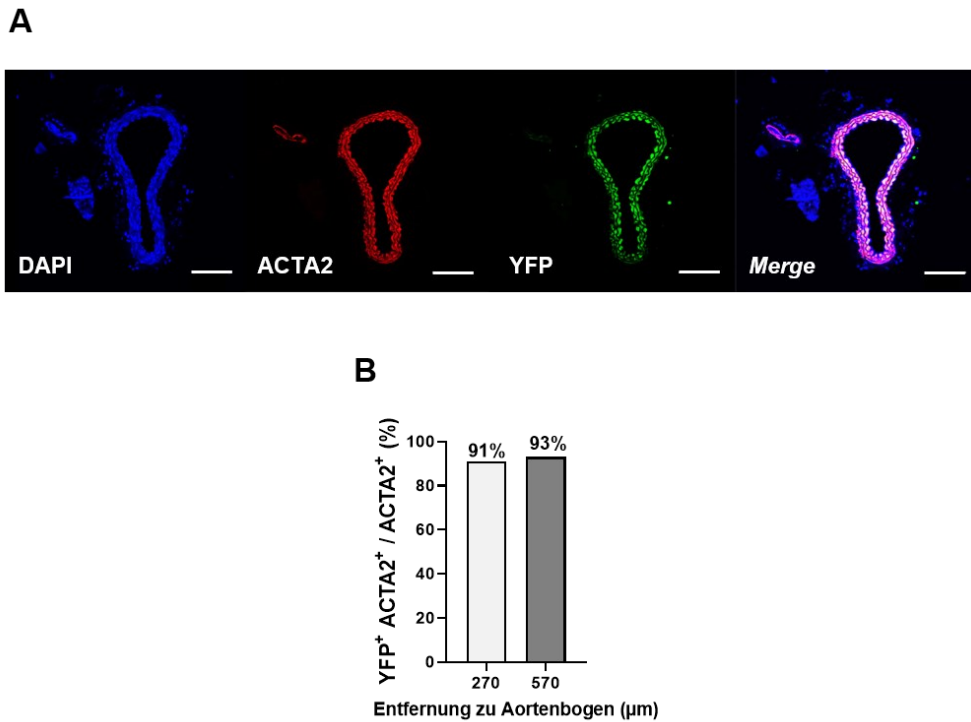 A
DAPI
ACTA2
YFP
Merge
B
YFP⁺ ACTA2⁺ / ACTA2⁺ (%)
100
80
60
40
20
0
91%
93%
270
570
Entfernung zu Aortenbogen (µm)